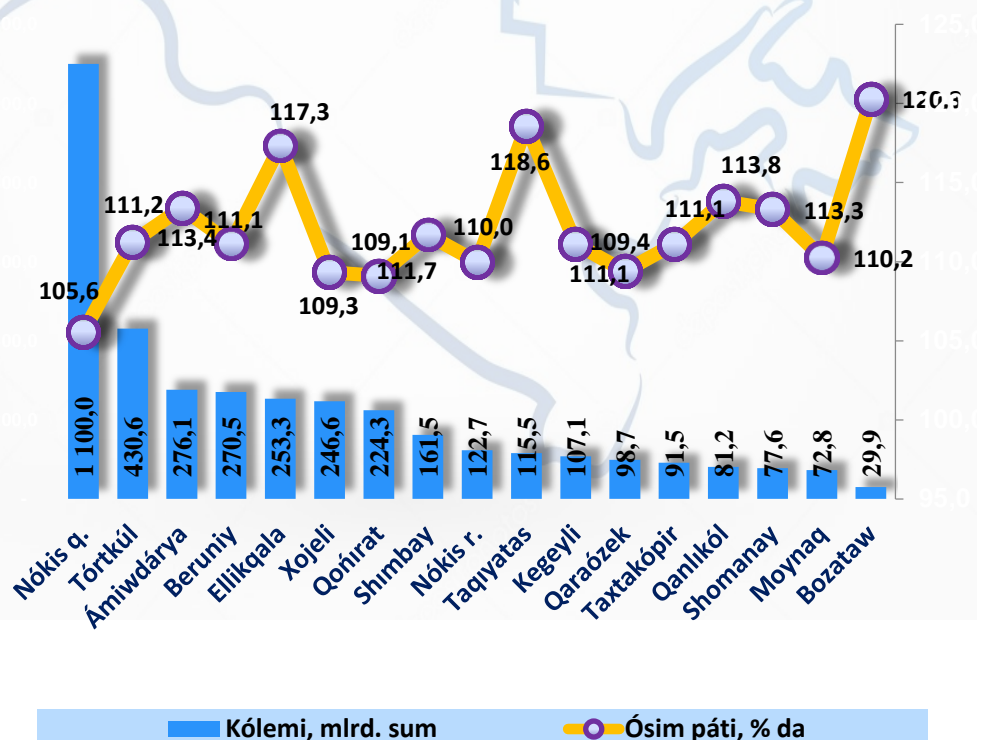 125,0
120,3
117,3
118,6
113,8
111,2
113,4
111,1
109,1
111,7
110,0
109,4
111,1
111,1
113,3
115,0
110,2
110,0
109,3
105,6
105,0
100,0
95,0
1 100,0
430,6
276,1
270,5
253,3
246,6
224,3
161,5
122,7
115,5
107,1
98,7
91,5
81,2
77,6
72,8
29,9
Nókis q.
Tórtkúl
Ámiwdárya
Beruniy
Ellikqala
Xojeli
Qońırat
Shımbay
Nókis r.
Taqıyatas
Kegeyli
Qaraózek
Taxtakópir
Qanlıkól
Shomanay
Moynaq
Bozataw
Kólemi, mlrd. sum
Ósim páti, % da